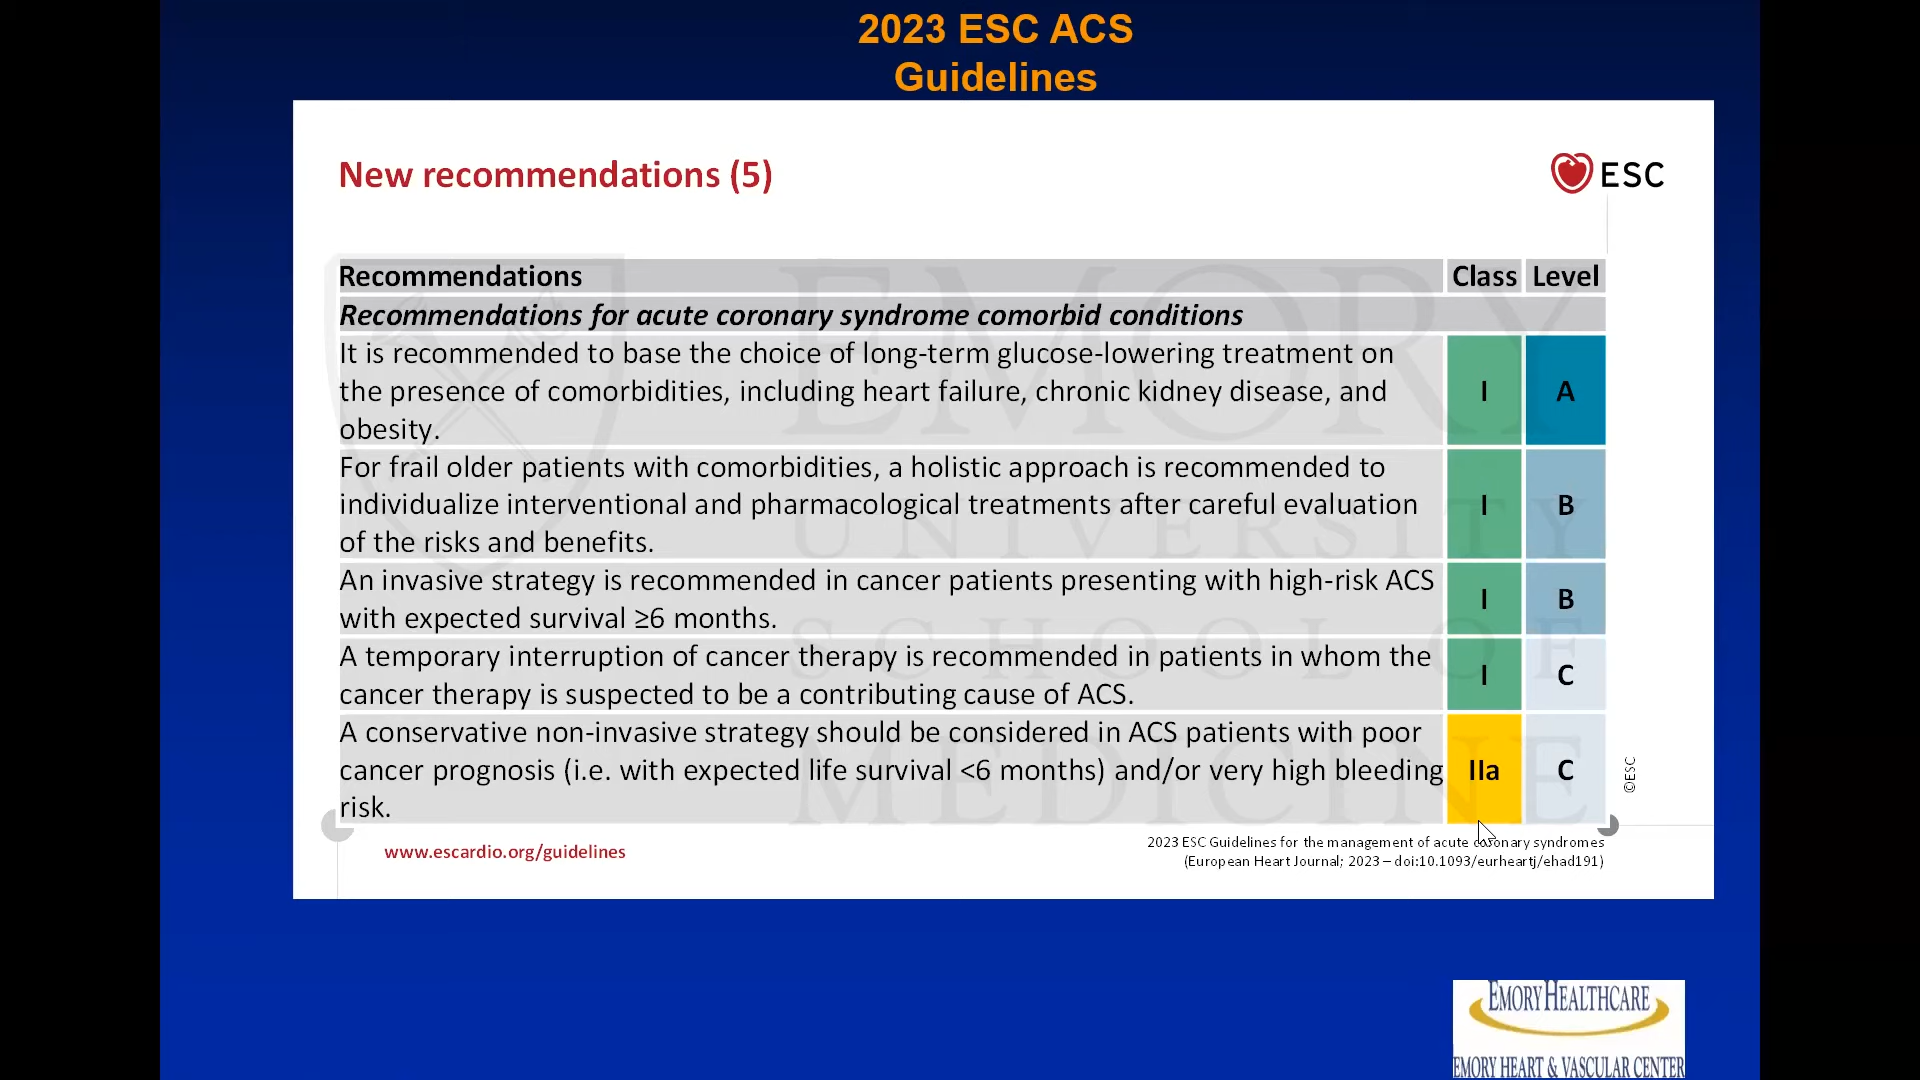 2023 ESC ACS
Guidelines
New recommendations (5)
ESC
Recommendations Class Level
Recommendations for acute coronary syndrome comorbid conditions
It is recommended to base the choice of long-term glucose-lowering treatment on
the presence of comorbidities, including heart failure, chronic kidney disease, and
obesity.
I A
For frail older patients with comorbidities, a holistic approach is recommended to
individualize interventional and pharmacological treatments after careful evaluation
of the risks and benefits.
I B
An invasive strategy is recommended in cancer patients presenting with high-risk ACS
with expected survival ≥6 months.
I B
A temporary interruption of cancer therapy is recommended in patients in whom the
cancer therapy is suspected to be a contributing cause of ACS.
I C
A conservative non-invasive strategy should be considered in ACS patients with poor
cancer prognosis (i.e. with expected life survival <6 months) and/or very high bleeding
risk.
IIa C
©ESC
EMORY
UNIVERSITY
SCHOOL OF
MEDICINE
www.escardio.org/guidelines
2023 ESC Guidelines for the management of acute coronary syndromes
(European Heart Journal; 2023 – doi:10.1093/eurheartj/ehad191)
EMORY HEALTHCARE
EMORY HEART & VASCULAR CENTER